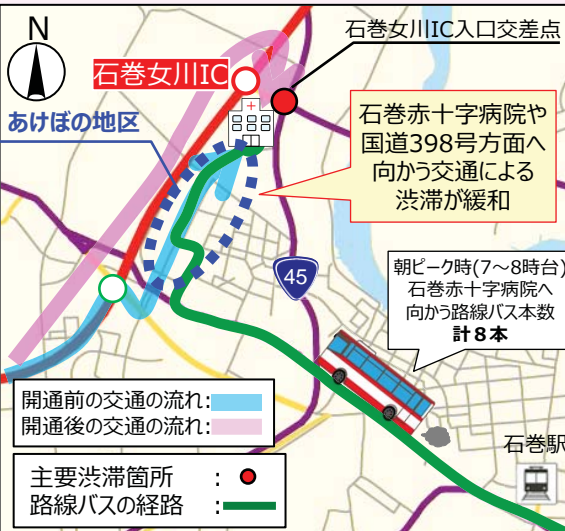 N
石巻女川IC入口交差点
石巻女川IC
あけぼの地区
石巻赤十字病院や
国道398号方面へ
向かう交通による
渋滞が緩和
45
朝ピーク時(7～8時台)
石巻赤十字病院へ
向かう路線バス本数
計8本
開通前の交通の流れ:
開通後の交通の流れ:
石巻駅
主要渋滞箇所 :
路線バスの経路 :